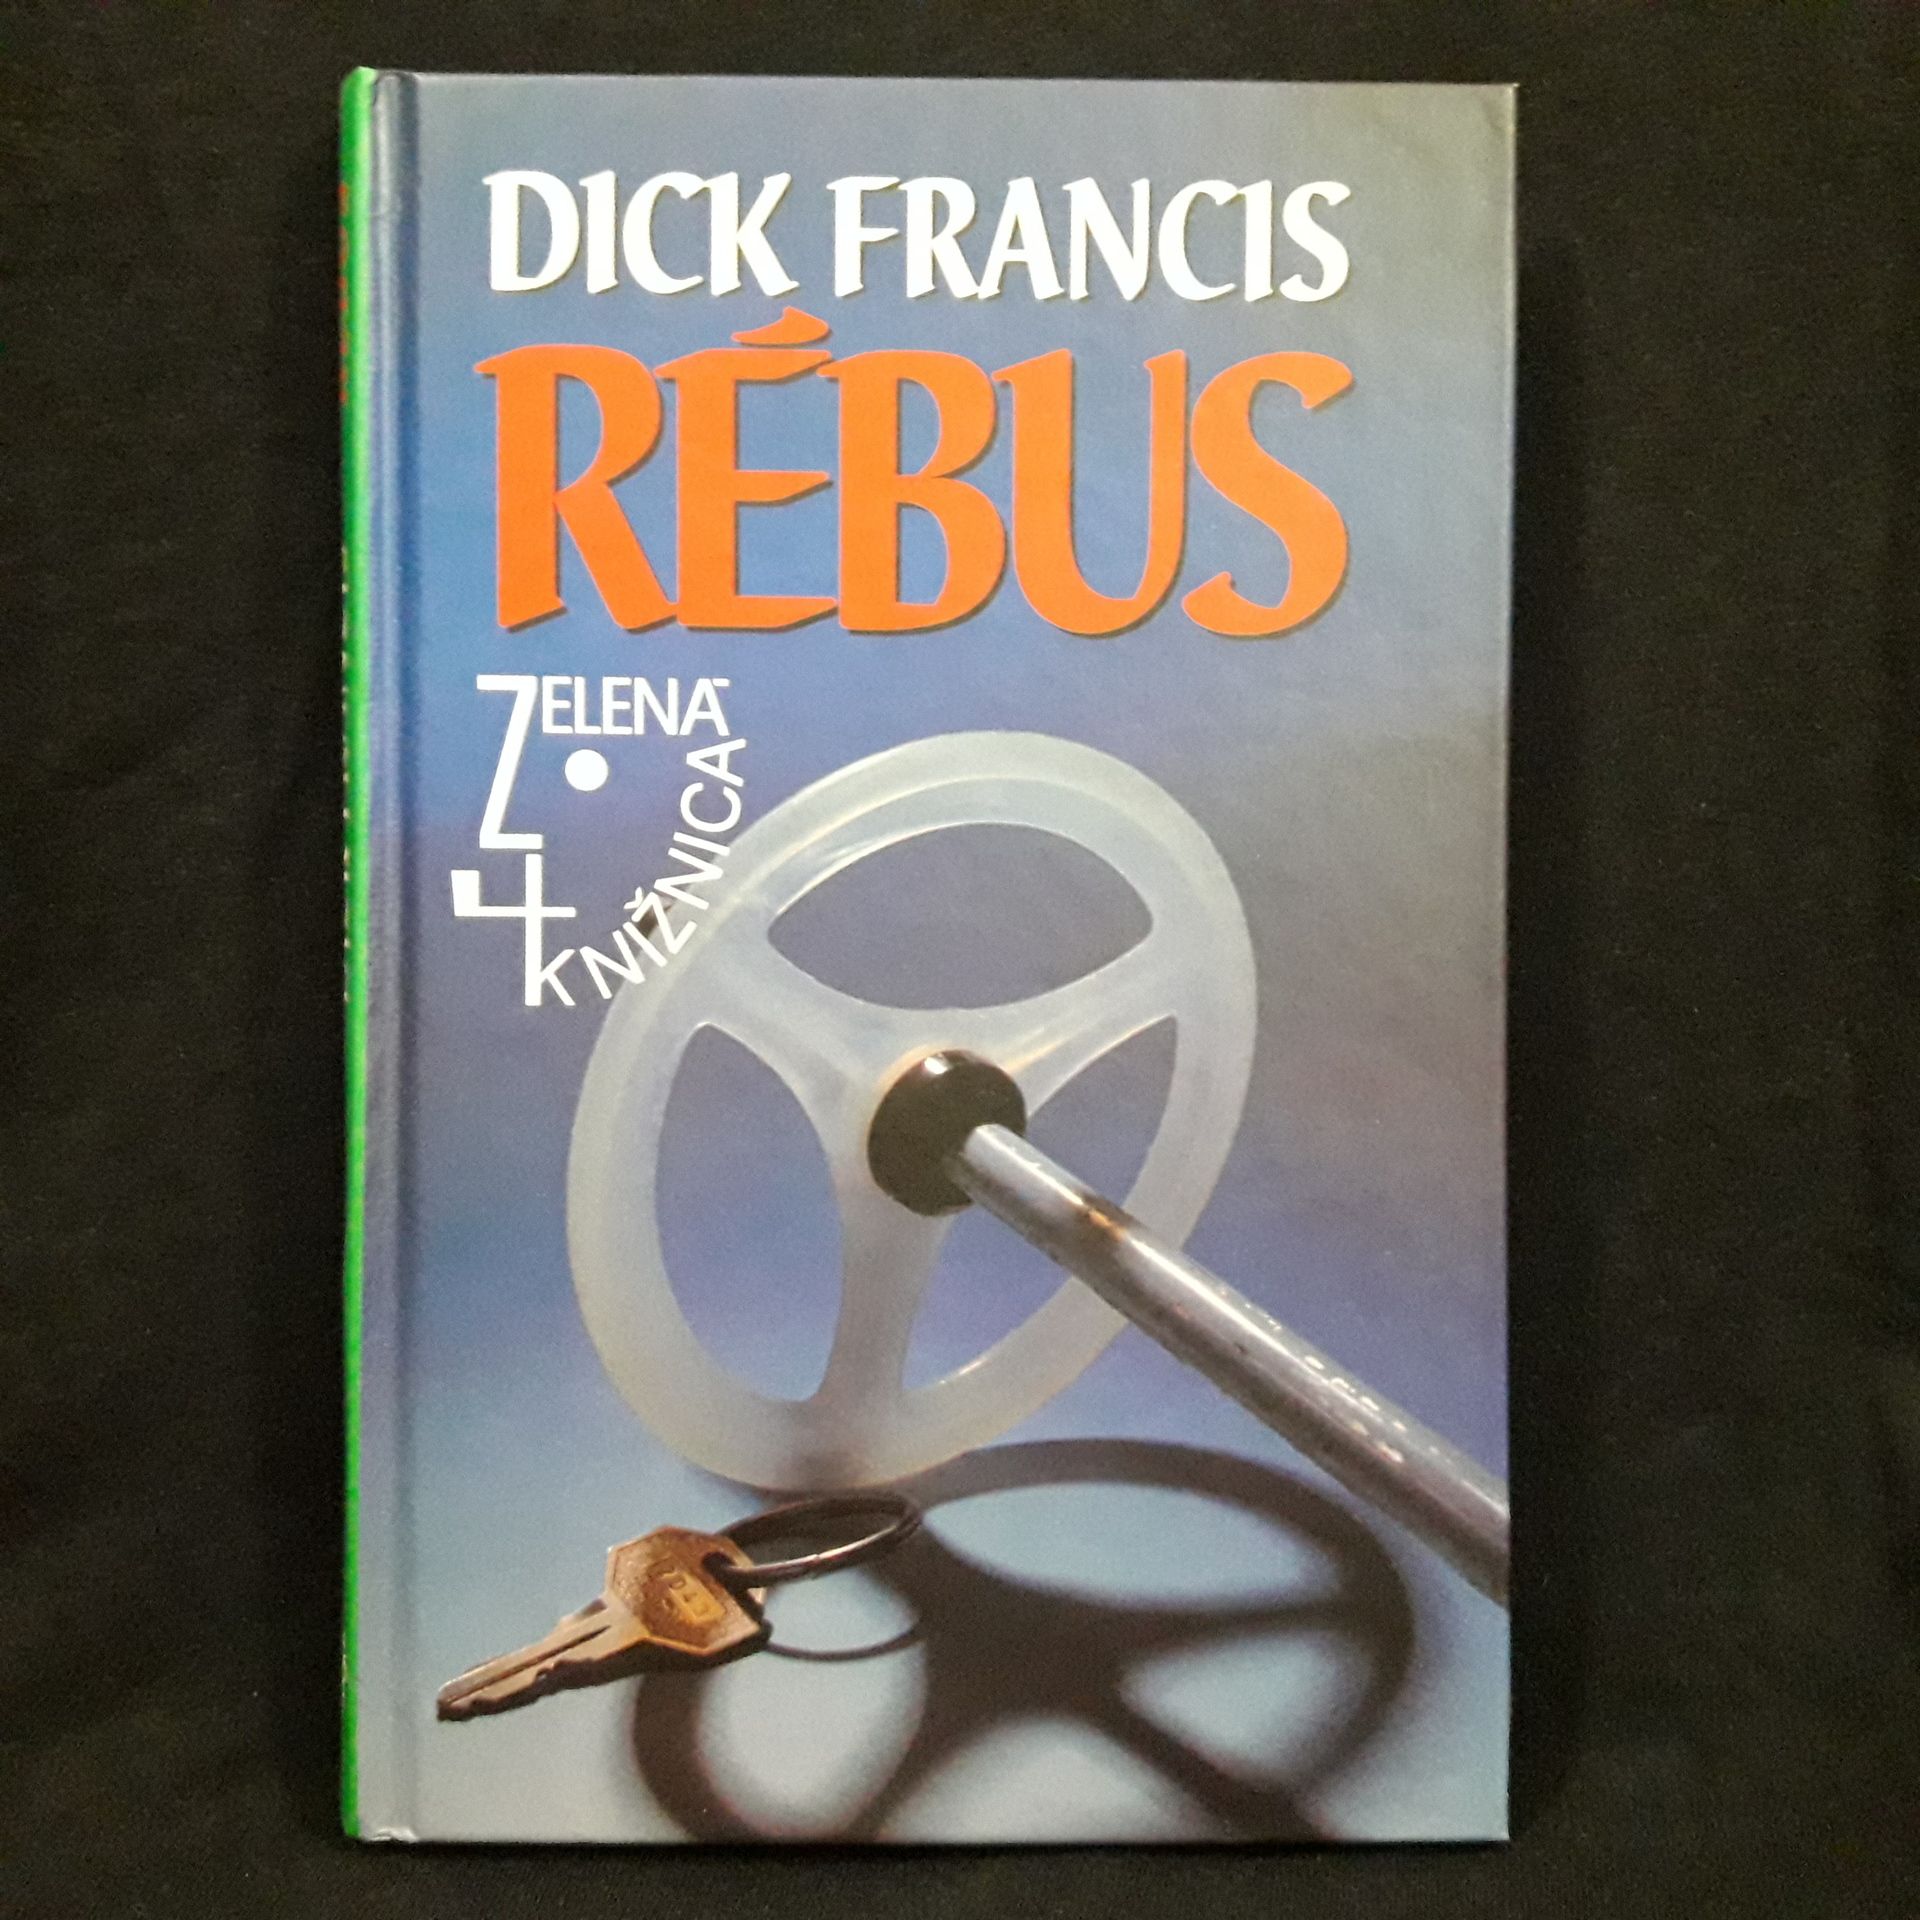 DICK FRANCIS
RÉBUS
ZELENÁ
KNIŽNICA